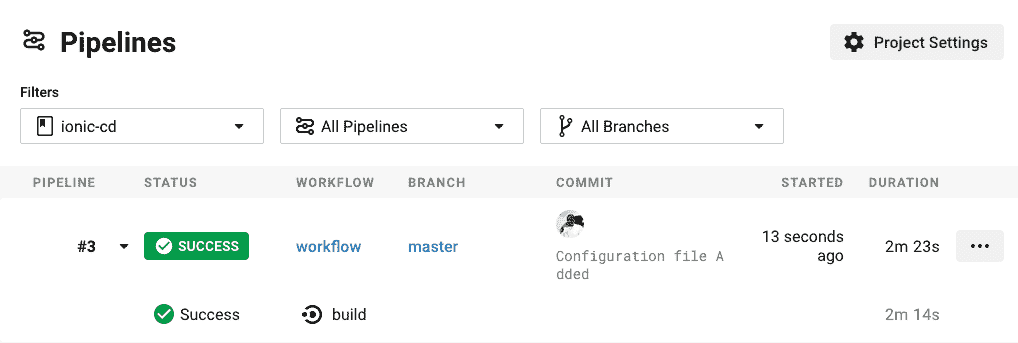 Pipelines
Project Settings
Filters
ionic-cd
All Pipelines
All Branches
PIPELINE STATUS WORKFLOW BRANCH COMMIT STARTED DURATION
#3 SUCCESS workflow master Configuration file A 13 seconds 2m 23s
dded ago
Success build 2m 14s